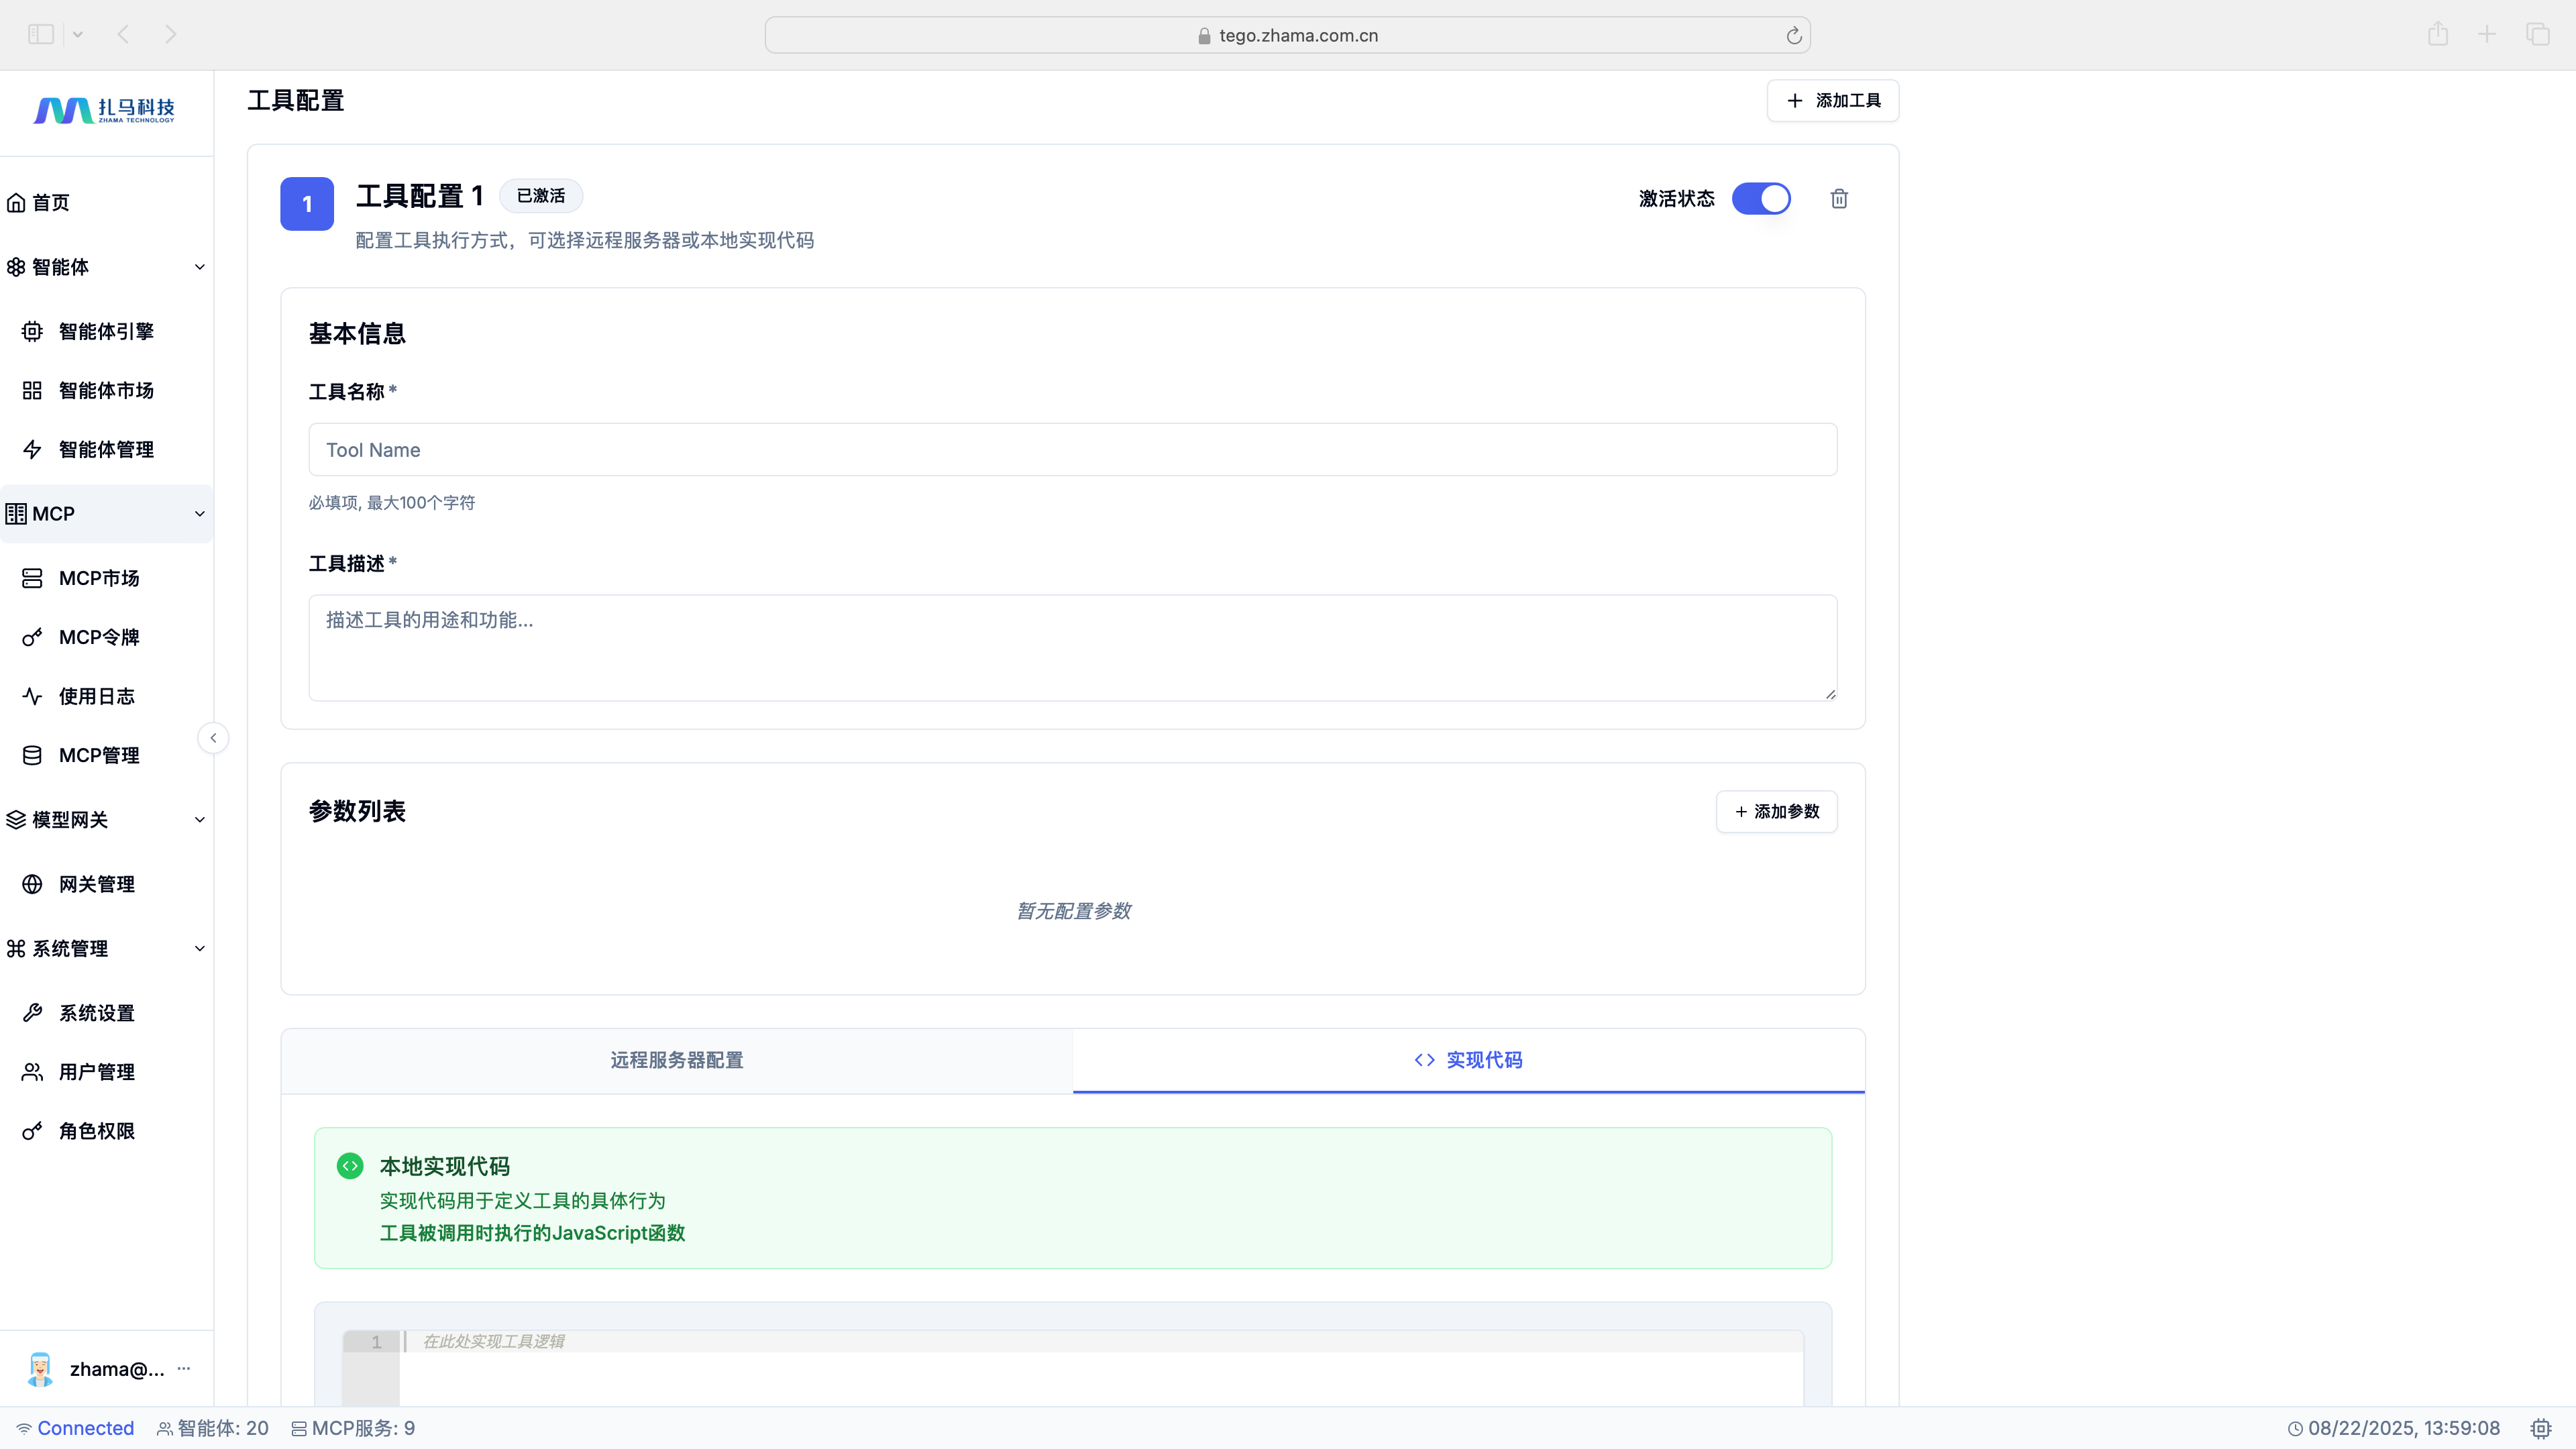 tego.zhama.com.cn
扎马科技
ZHAMA TECHNOLOGY
首页
智能体
智能体引擎
智能体市场
智能体管理
MCP
MCP市场
MCP令牌
使用日志
MCP管理
模型网关
网关管理
系统管理
系统设置
用户管理
角色权限
zhama@... ...
工具配置
添加工具
1
工具配置 1 已激活
激活状态
配置工具执行方式，可选择远程服务器或本地实现代码
基本信息
工具名称 *
Tool Name
必填项, 最大100个字符
工具描述 *
描述工具的用途和功能...
参数列表
添加参数
暂无配置参数
远程服务器配置
实现代码
本地实现代码
实现代码用于定义工具的具体行为
工具被调用时执行的JavaScript函数
1 在此处实现工具逻辑
Connected 智能体: 20 MCP服务: 9 08/22/2025, 13:59:08